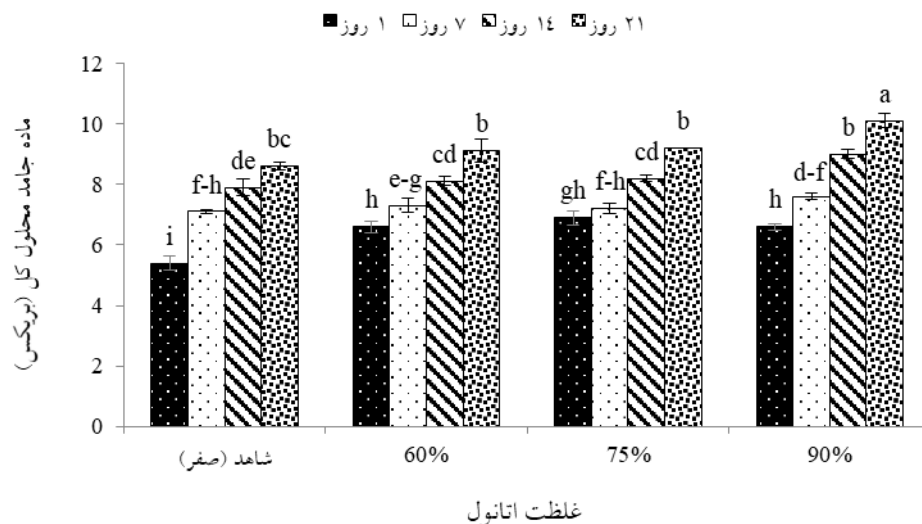 ۱ روز ۷ روز ۱٤ روز ۲۱ روز
ماده جامد محلول کل (بریکس)
12
10
8
6
4
2
0
i f-h de bc
h e-g cd b
gh f-h cd b
h d-f b a
شاهد (صفر) 60% 75% 90%
غلظت اتانول